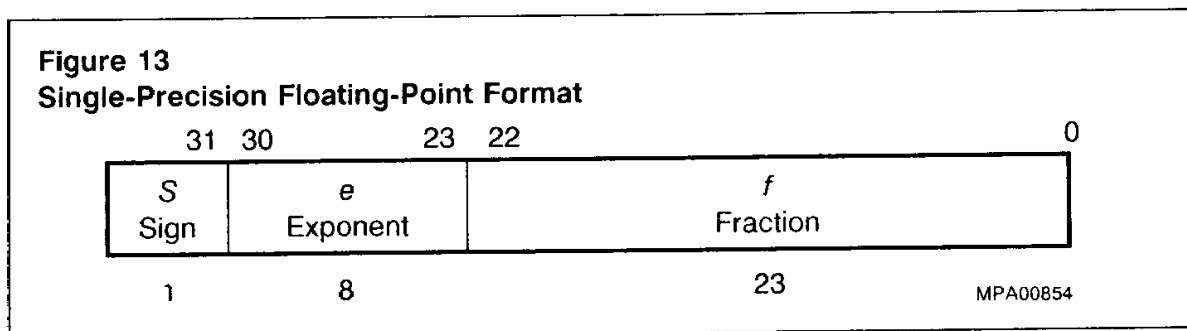 Figure 13
Single-Precision Floating-Point Format
31 30 23 22 0
S e f
Sign Exponent Fraction
1 8 23 MPA00854